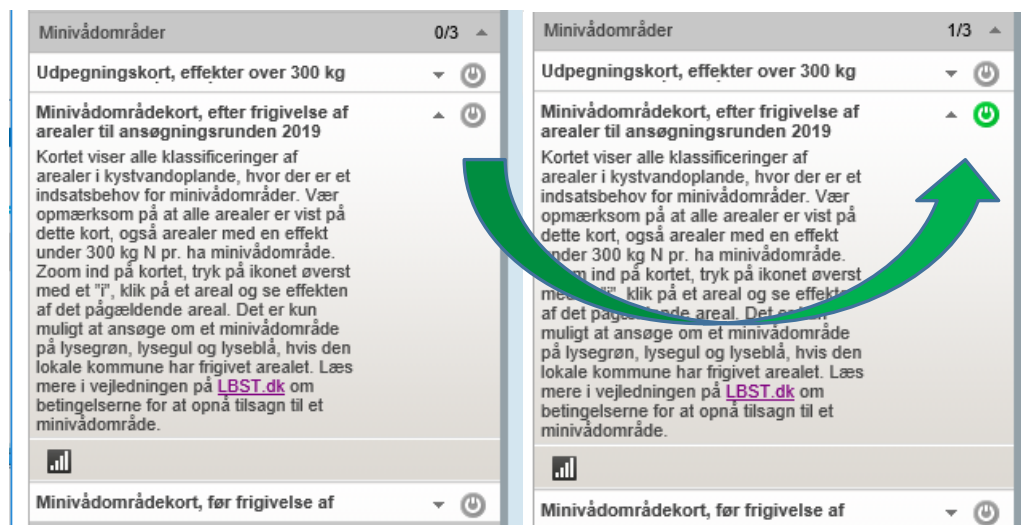 Minivådområder 0/3
Udpegningskort, effekter over 300 kg
Minivådområdekort, efter frigivelse af
arealer til ansøgningsrunden 2019
Kortet viser alle klassificeringer af
arealer i kystvandoplande, hvor der er et
indsatsbehov for minivådområder. Vær
opmærksom på at alle arealer er vist på
dette kort, også arealer med en effekt
under 300 kg N pr. ha minivådområde.
Zoom ind på kortet, tryk på ikonet øverst
med et "i", klik på et areal og se effekten
af det pågældende areal. Det er kun
muligt at ansøge om et minivådområde
på lysegrøn, lysegul og lyseblå, hvis den
lokale kommune har frigivet arealet. Læs
mere i vejledningen på LBST.dk om
betingelserne for at opnå tilsagn til et
minivådområde.
Minivådområdekort, før frigivelse af
Minivådområder 1/3
Udpegningskort, effekter over 300 kg
Minivådområdekort, efter frigivelse af
arealer til ansøgningsrunden 2019
Kortet viser alle klassificeringer af
arealer i kystvandoplande, hvor der er et
indsatsbehov for minivådområder. Vær
opmærksom på at alle arealer er vist på
dette kort, også arealer med en effekt
under 300 kg N pr. ha minivådområde.
Zoom ind på kortet, tryk på ikonet øverst
med et "i", klik på et areal og se effekten
af det pågældende areal. Det er kun
muligt at ansøge om et minivådområde
på lysegrøn, lysegul og lyseblå, hvis den
lokale kommune har frigivet arealet. Læs
mere i vejledningen på LBST.dk om
betingelserne for at opnå tilsagn til et
minivådområde.
Minivådområdekort, før frigivelse af